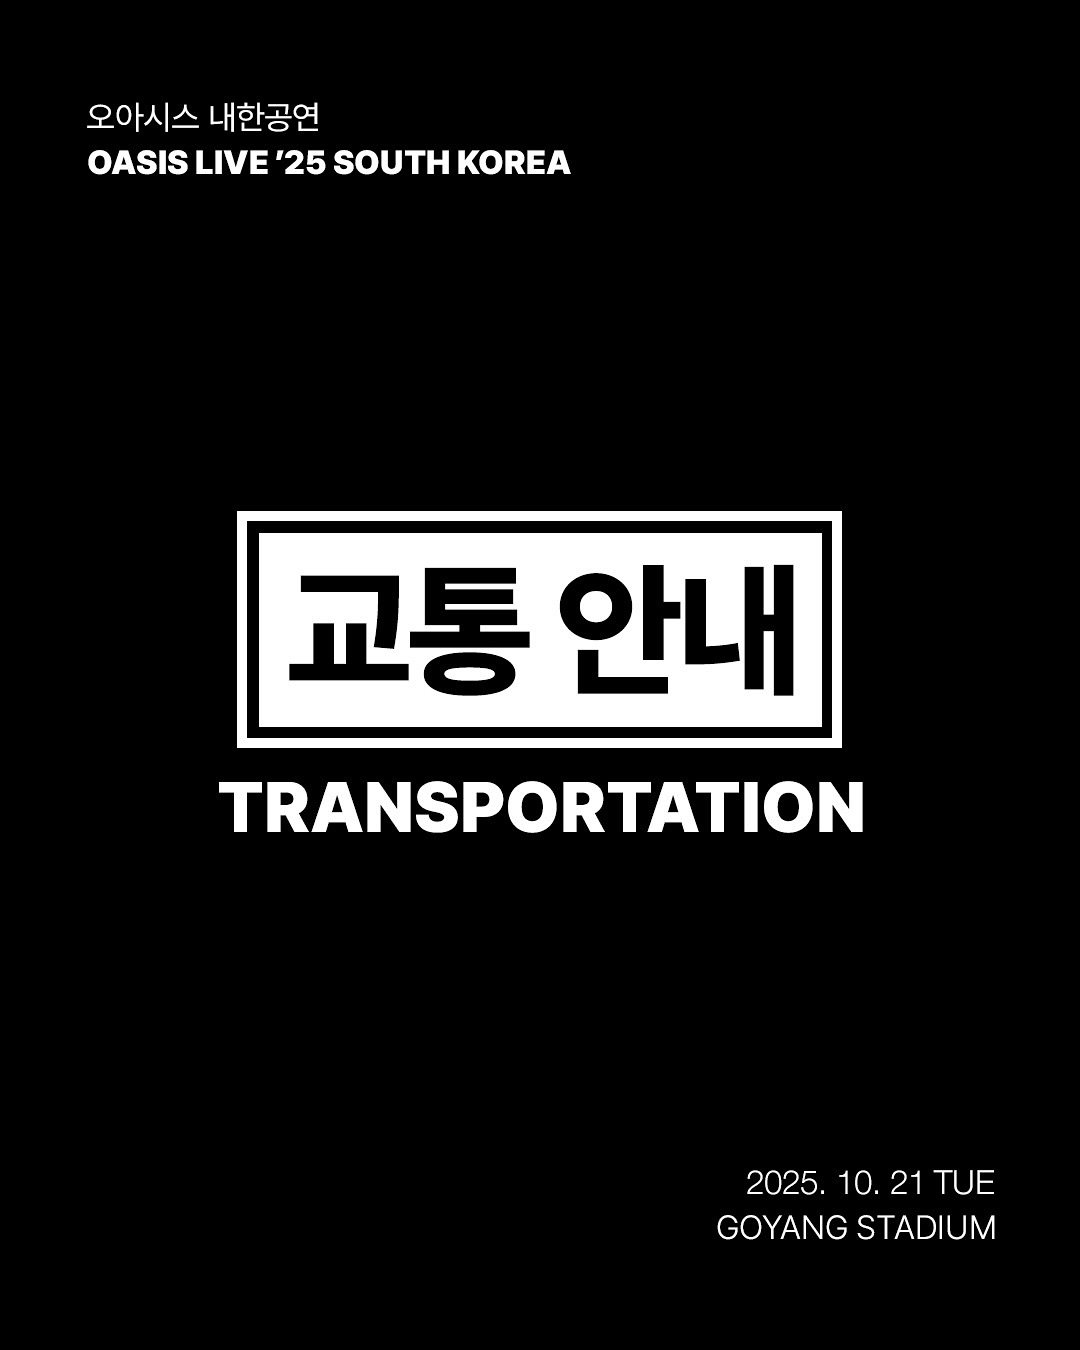 오아시스 내한공연
OASIS LIVE ’25 SOUTH KOREA
교통 안내
TRANSPORTATION
2025. 10. 21 TUE
GOYANG STADIUM